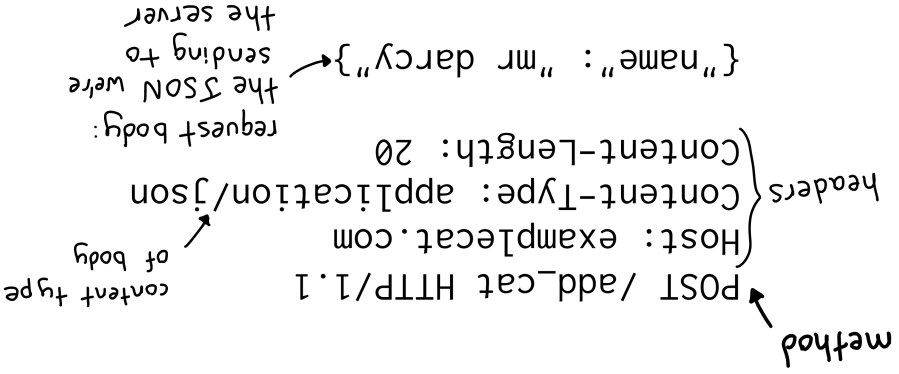 method
POST /add_cat HTTP/1.1
content type
of body
Host: examplecat.com
headers
Content-Type: application/json
Content-Length: 20
request body:
the JSON we're
sending to
the server
{"name": "mr darcy"}